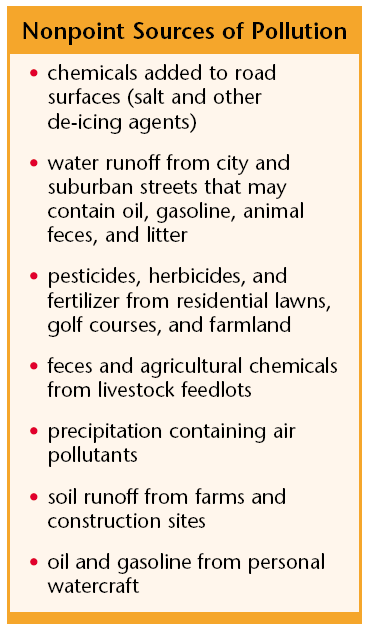 Nonpoint Sources of Pollution
• chemicals added to road
surfaces (salt and other
de-icing agents)
• water runoff from city and
suburban streets that may
contain oil, gasoline, animal
feces, and litter
• pesticides, herbicides, and
fertilizer from residential lawns,
golf courses, and farmland
• feces and agricultural chemicals
from livestock feedlots
• precipitation containing air
pollutants
• soil runoff from farms and
construction sites
• oil and gasoline from personal
watercraft